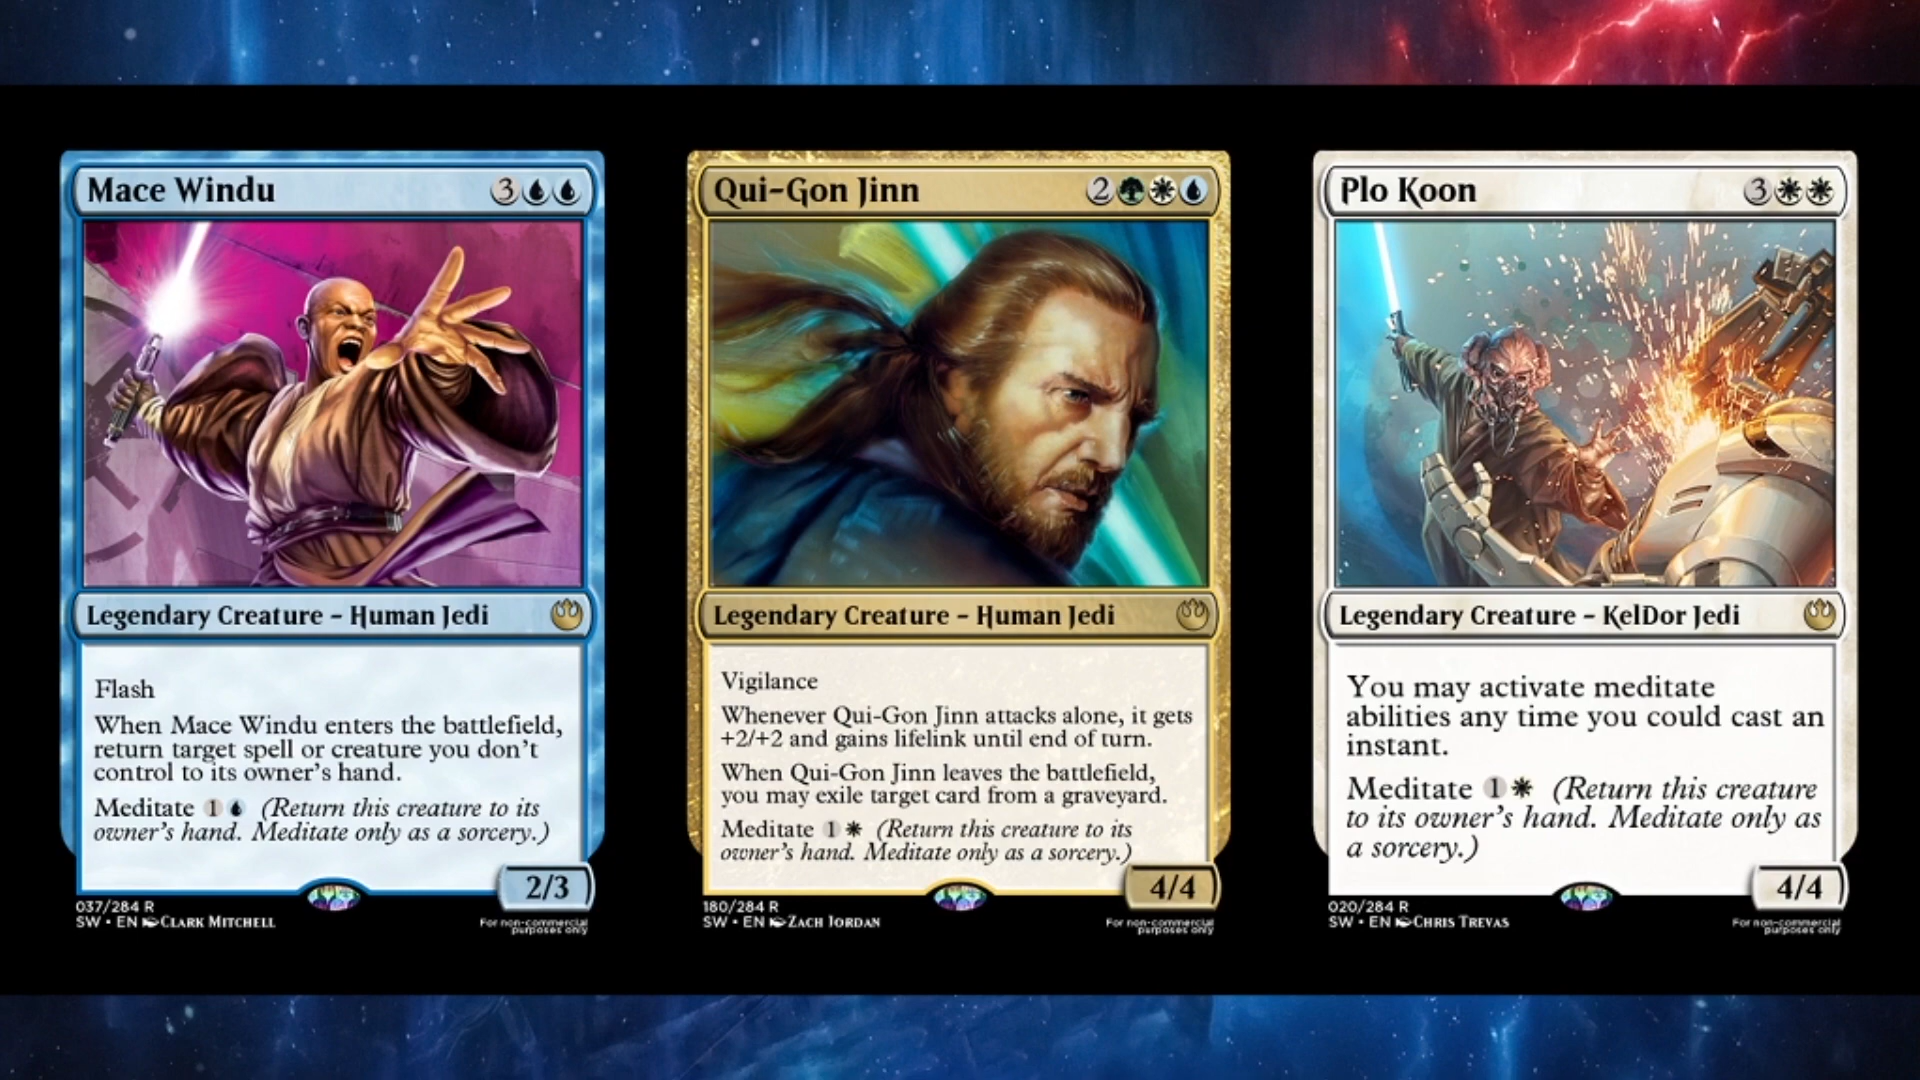 Mace Windu 3
Legendary Creature – Human Jedi
Flash
When Mace Windu enters the battlefield,
return target spell or creature you don't
control to its owner's hand.
Meditate 1 (Return this creature to its
owner's hand. Meditate only as a sorcery.)
2/3
037/284 R
SW • EN CLARK MITCHELL
For non-commercial
purposes only
Qui-Gon Jinn 2
Legendary Creature – Human Jedi
Vigilance
Whenever Qui-Gon Jinn attacks alone, it gets
+2/+2 and gains lifelink until end of turn.
When Qui-Gon Jinn leaves the battlefield,
you may exile target card from a graveyard.
Meditate 1 (Return this creature to its
owner's hand. Meditate only as a sorcery.)
4/4
180/284 R
SW • EN ZACH JORDAN
For non-commercial
purposes only
Plo Koon 3
Legendary Creature – KelDor Jedi
You may activate meditate
abilities any time you could cast an
instant.
Meditate 1 (Return this creature
to its owner's hand. Meditate only as
a sorcery.)
4/4
020/284 R
SW • EN CHRIS TREVAS
For non-commercial
purposes only